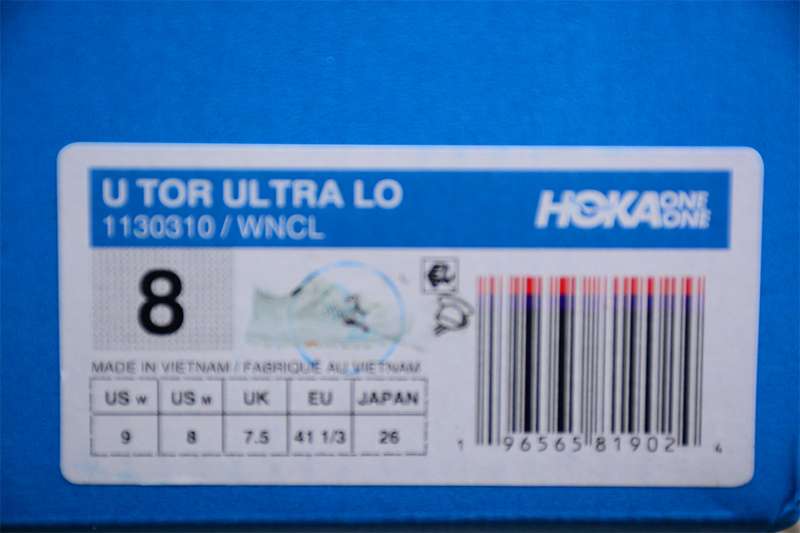 U TOR ULTRA LO
1130310 / WNCL
HOKA ONE ONE
8
MADE IN VIETNAM / FABRIQUE AU VIETNAM
US W US M UK EU JAPAN
9 8 7.5 41 1/3 26
1 96565 81902 4